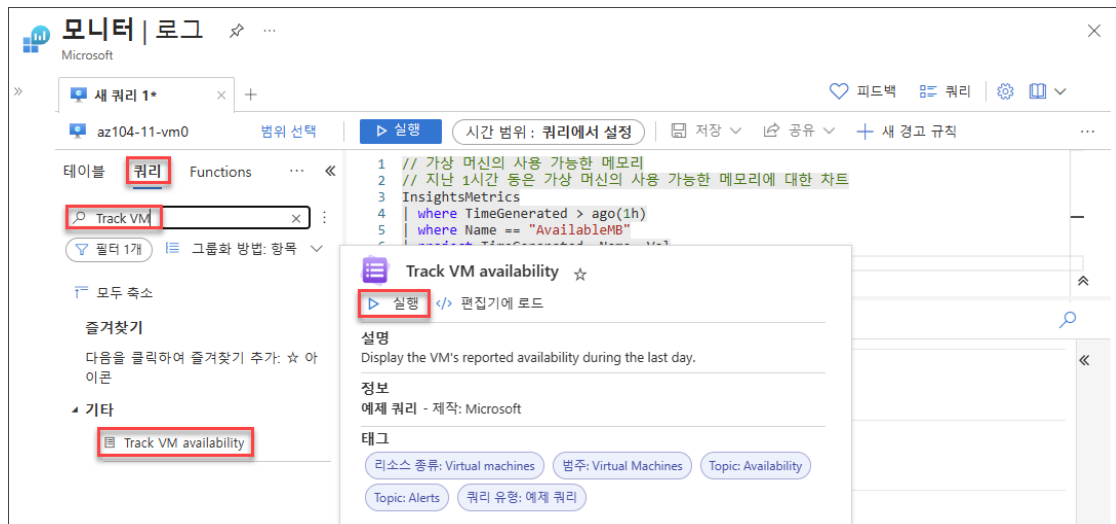 모니터 | 로그 ...
Microsoft
새 쿼리 1*
피드백 쿼리
az104-11-vm0 범위 선택 실행 시간 범위 : 쿼리에서 설정 저장 공유 새 경고 규칙 ...
테이블 쿼리 Functions ...
Track VM
필터 1개 그룹화 방법: 항목
모두 축소
즐겨찾기
다음을 클릭하여 즐겨찾기 추가: ☆ 아
이콘
기타
Track VM availability
1 // 가상 머신의 사용 가능한 메모리
2 // 지난 1시간 동은 가상 머신의 사용 가능한 메모리에 대한 차트
3 InsightsMetrics
4 | where TimeGenerated > ago(1h)
5 | where Name == "AvailableMB"
6 | project TimeGenerated, Name, Val
Track VM availability ☆
실행 </> 편집기에 로드
설명
Display the VM's reported availability during the last day.
정보
예제 쿼리 - 제작: Microsoft
태그
리소스 종류: Virtual machines 범주: Virtual Machines Topic: Availability
Topic: Alerts 쿼리 유형: 예제 쿼리